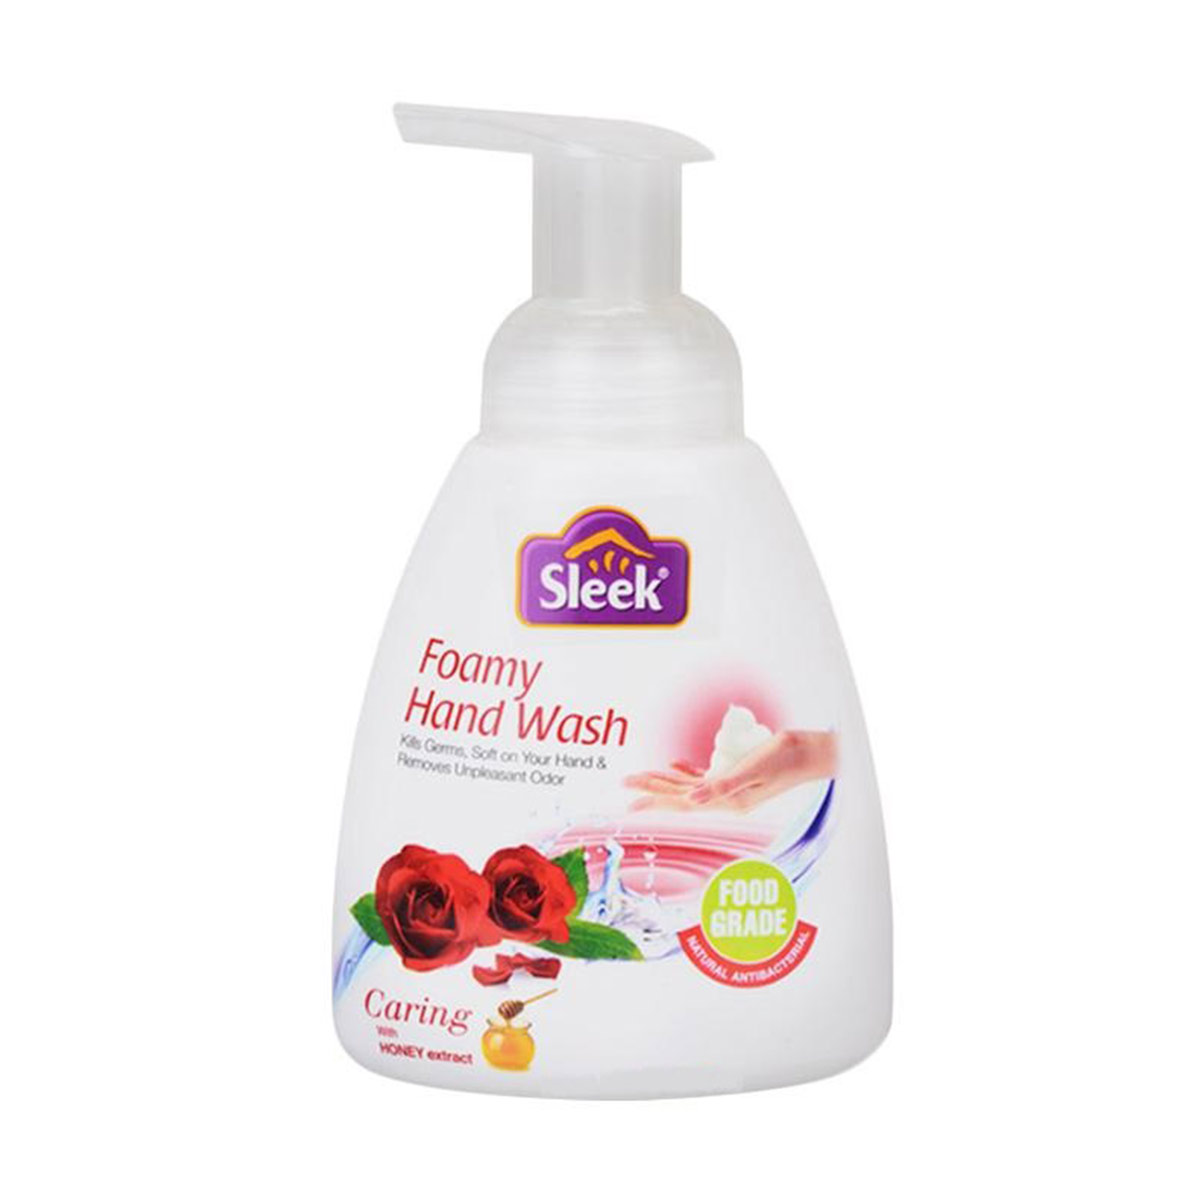 Sleek®
Foamy
Hand Wash
Kills Germs, Soft on Your Hand &
Removes Unpleasant Odor
FOOD
GRADE
NATURAL ANTIBACTERIAL
Caring
With
HONEY extract